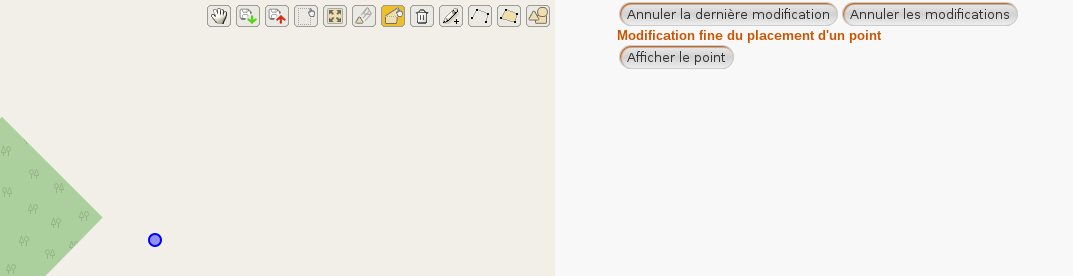 Annuler la dernière modification Annuler les modifications
Modification fine du placement d'un point
Afficher le point